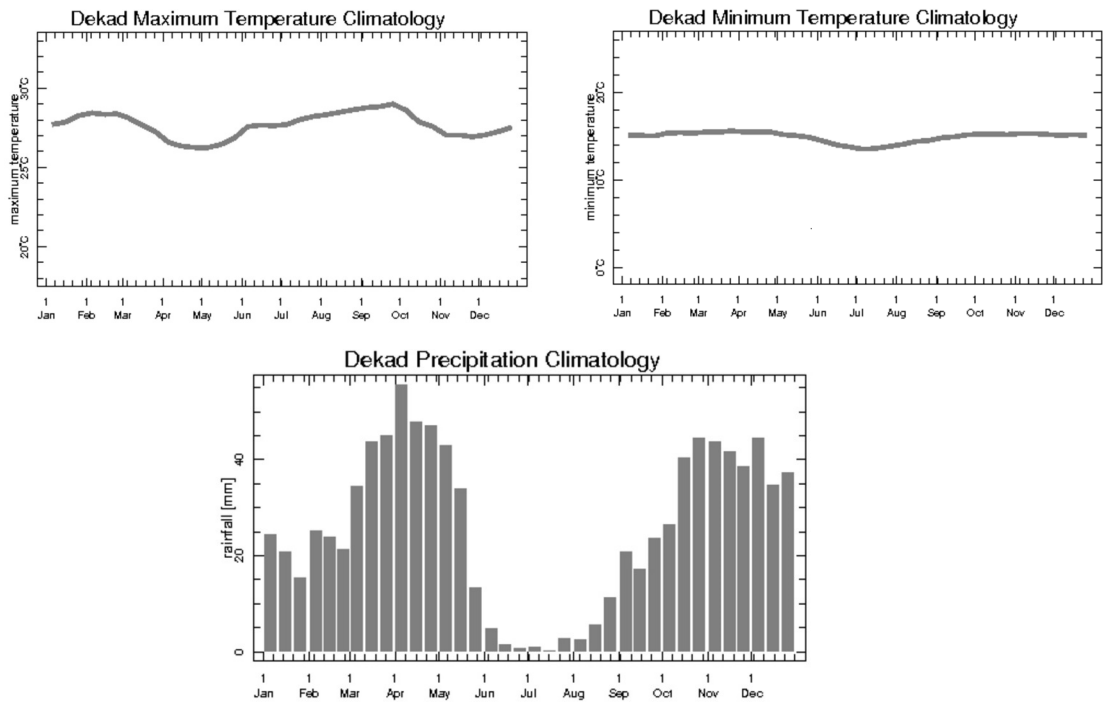 Dekad Maximum Temperature Climatology
maximum temperature
30°C
25°C
20°C
1 1 1 1 1 1 1 1 1 1 1 1
Jan Feb Mar Apr May Jun Jul Aug Sep Oct Nov Dec
Dekad Minimum Temperature Climatology
minimum temperature
20°C
10°C
0°C
1 1 1 1 1 1 1 1 1 1 1 1
Jan Feb Mar Apr May Jun Jul Aug Sep Oct Nov Dec
Dekad Precipitation Climatology
rainfall [mm]
40
20
0
1 1 1 1 1 1 1 1 1 1 1 1
Jan Feb Mar Apr May Jun Jul Aug Sep Oct Nov Dec